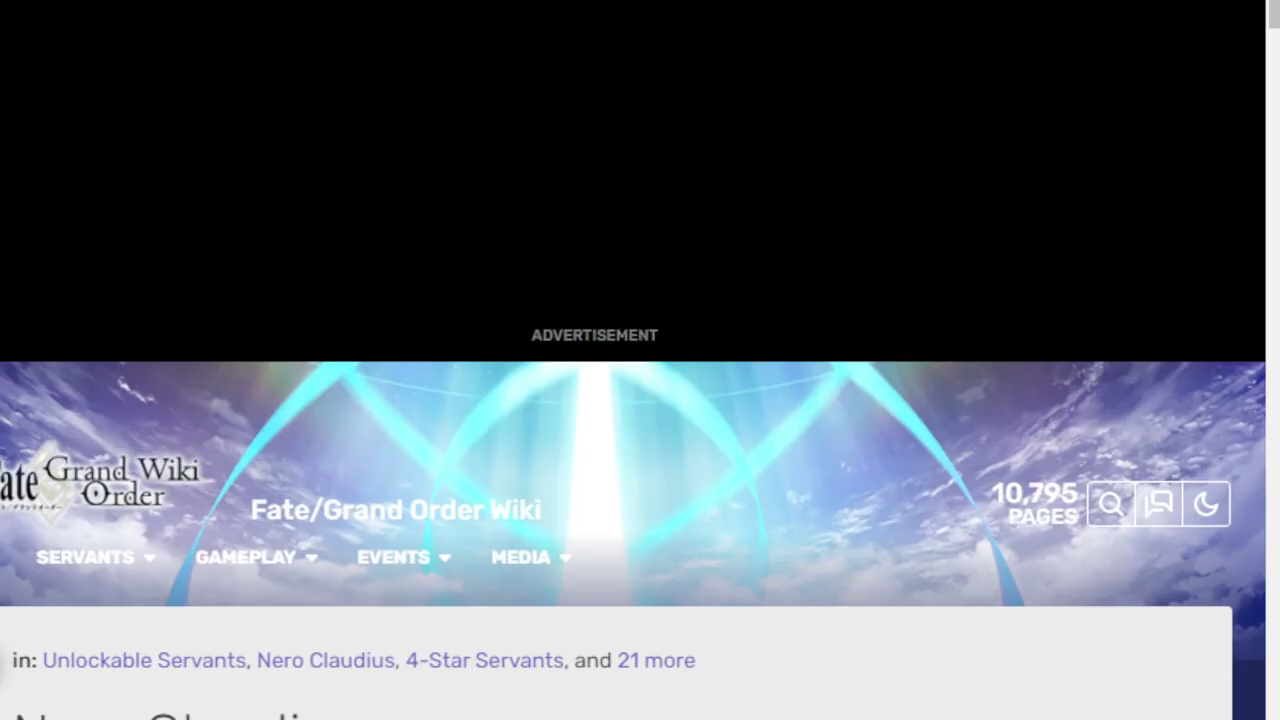 ADVERTISEMENT
Grand Wiki
Order
Fate/Grand Order Wiki
10,795
PAGES
SERVANTS
GAMEPLAY
EVENTS
MEDIA
in: Unlockable Servants, Nero Claudius, 4-Star Servants, and 21 more